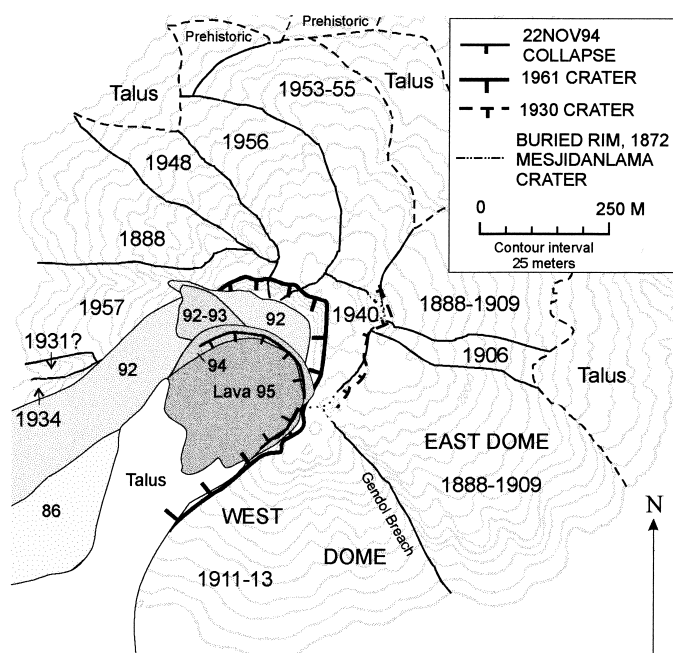 Prehistoric
Prehistoric
Talus
1953-55
Talus
1956
1948
1888
1957
1931?
1934
92
92-93
92
94
Lava 95
1940
1888-1909
1906
Talus
EAST DOME
1888-1909
Gendol Breach
86
Talus
WEST
DOME
1911-13
N
22NOV94
COLLAPSE
1961 CRATER
1930 CRATER
BURIED RIM, 1872
MESJIDANLAMA
CRATER
0 250 M
Contour interval
25 meters